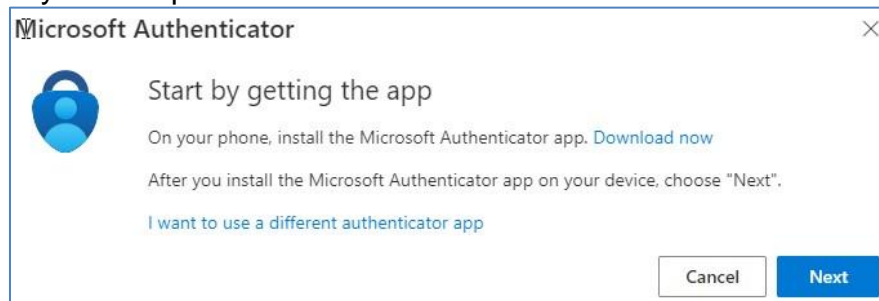 Microsoft Authenticator
Start by getting the app
On your phone, install the Microsoft Authenticator app. Download now
After you install the Microsoft Authenticator app on your device, choose "Next".
I want to use a different authenticator app
Cancel Next